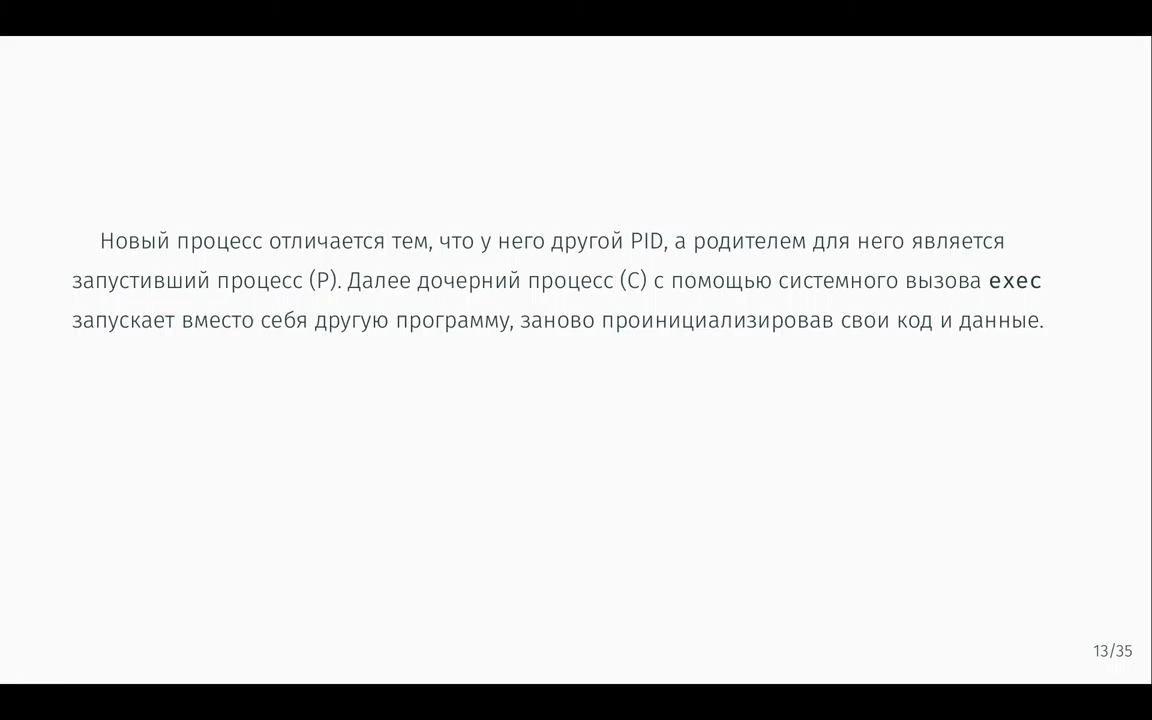 Новый процесс отличается тем, что у него другой PID, а родителем для него является
запустивший процесс (P). Далее дочерний процесс (C) с помощью системного вызова exec
запускает вместо себя другую программу, заново проинициализировав свои код и данные.
13/35